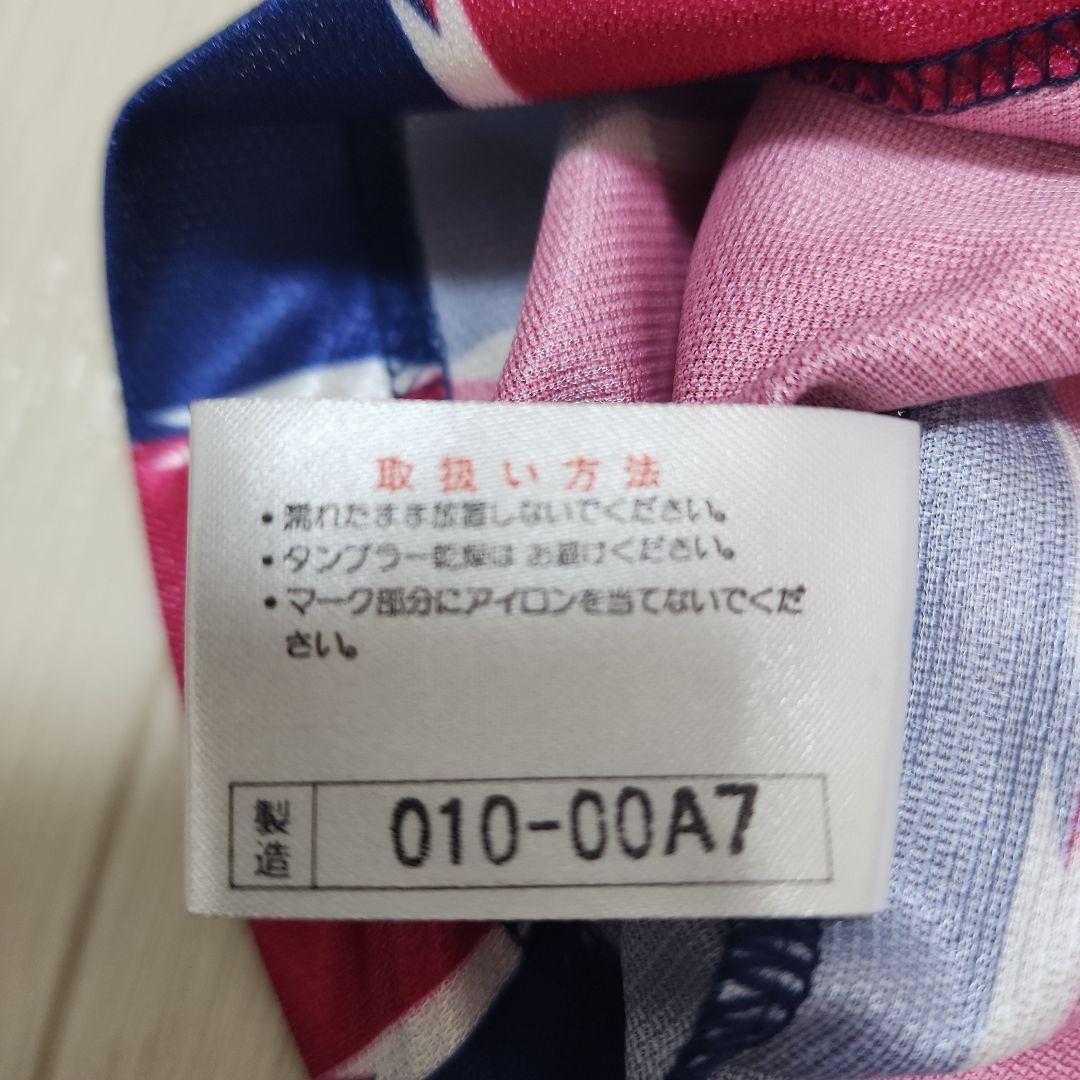 取扱い方法
・濡れたまま放置しないでください。
・タンブラー乾燥はお避けください。
・マーク部分にアイロンを当てないでくだ
さい。
製造 010-00A7